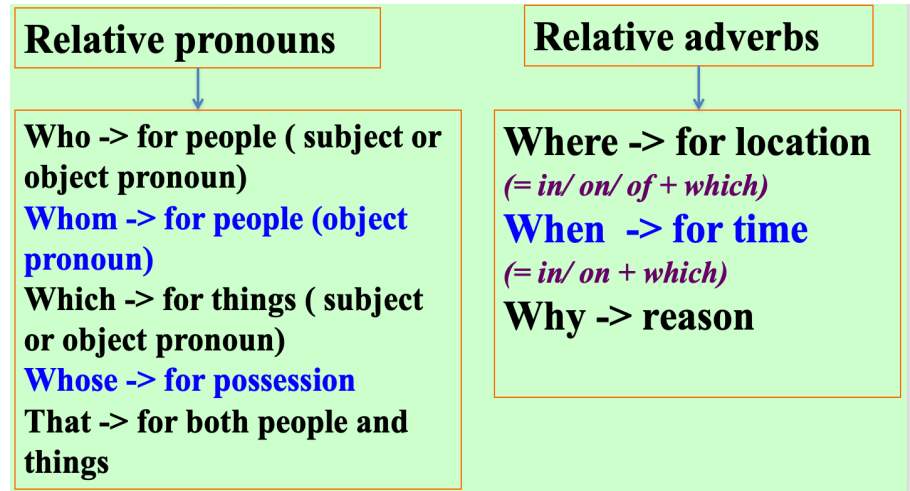 Relative pronouns
Who -> for people ( subject or
object pronoun)
Whom -> for people (object
pronoun)
Which -> for things ( subject
or object pronoun)
Whose -> for possession
That -> for both people and
things
Relative adverbs
Where -> for location
(= in/ on/ of + which)
When -> for time
(= in/ on + which)
Why -> reason